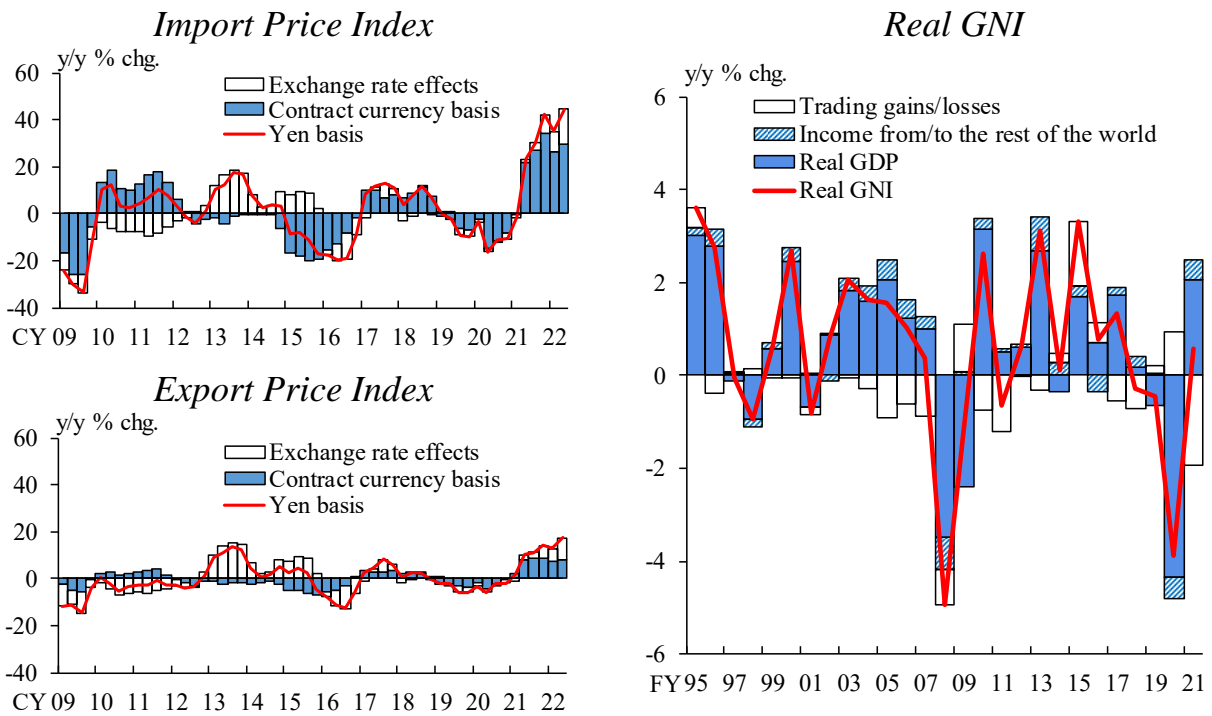 Import Price Index
y/y % chg.
60
40
20
0
-20
-40
Exchange rate effects
Contract currency basis
Yen basis
CY 09 10 11 12 13 14 15 16 17 18 19 20 21 22
Export Price Index
y/y % chg.
60
40
20
0
-20
-40
Exchange rate effects
Contract currency basis
Yen basis
CY 09 10 11 12 13 14 15 16 17 18 19 20 21 22
Real GNI
y/y % chg.
6
4
2
0
-2
-4
-6
Trading gains/losses
Income from/to the rest of the world
Real GDP
Real GNI
FY 95 97 99 01 03 05 07 09 11 13 15 17 19 21